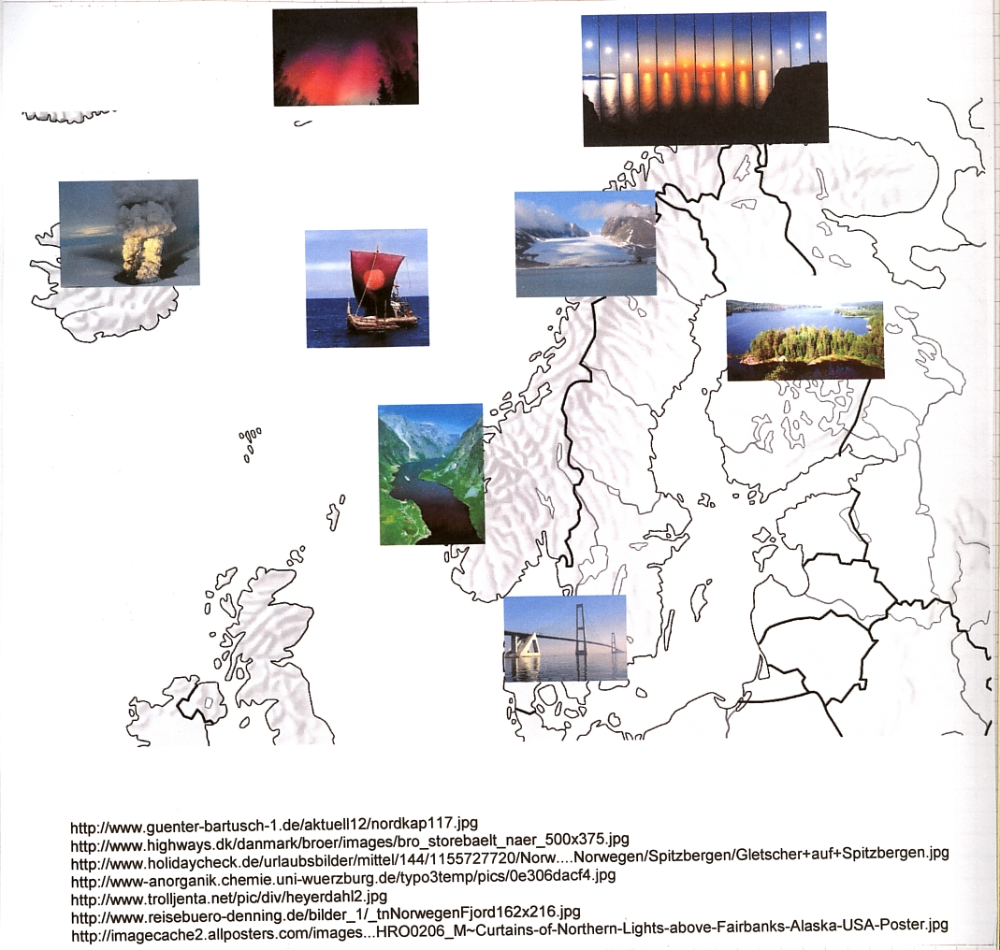 http://www.guenter-bartusch-1.de/aktuell12/nordkap117.jpg
http://www.highways.dk/danmark/broer/images/bro_storebaelt_naer_500x375.jpg
http://www.holidaycheck.de/urlaubsbilder/mittel/144/1155727720/Norw....Norwegen/Spitzbergen/Gletscher+auf+Spitzbergen.jpg
http://www-anorganik.chemie.uni-wuerzburg.de/typo3temp/pics/0e306dacf4.jpg
http://www.trolljenta.net/pic/div/heyerdahl2.jpg
http://www.reisebuero-denning.de/bilder_1/_tnNorwegenFjord162x216.jpg
http://imagecache2.allposters.com/images...HRO0206_M~Curtains-of-Northern-Lights-above-Fairbanks-Alaska-USA-Poster.jpg